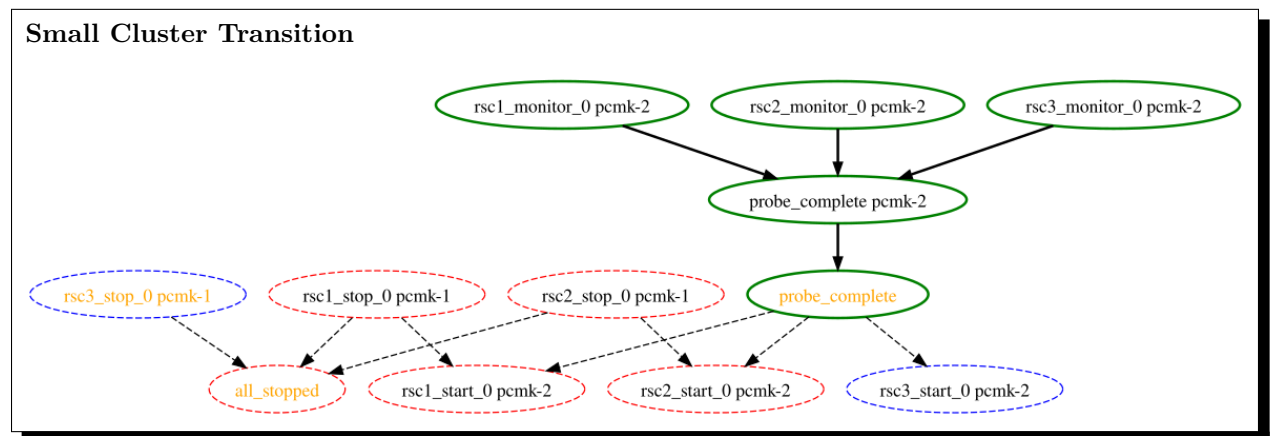 Small Cluster Transition
rsc1_monitor_0 pcmk-2
rsc2_monitor_0 pcmk-2
rsc3_monitor_0 pcmk-2
probe_complete pcmk-2
rsc3_stop_0 pcmk-1
rsc1_stop_0 pcmk-1
rsc2_stop_0 pcmk-1
probe_complete
all_stopped
rsc1_start_0 pcmk-2
rsc2_start_0 pcmk-2
rsc3_start_0 pcmk-2